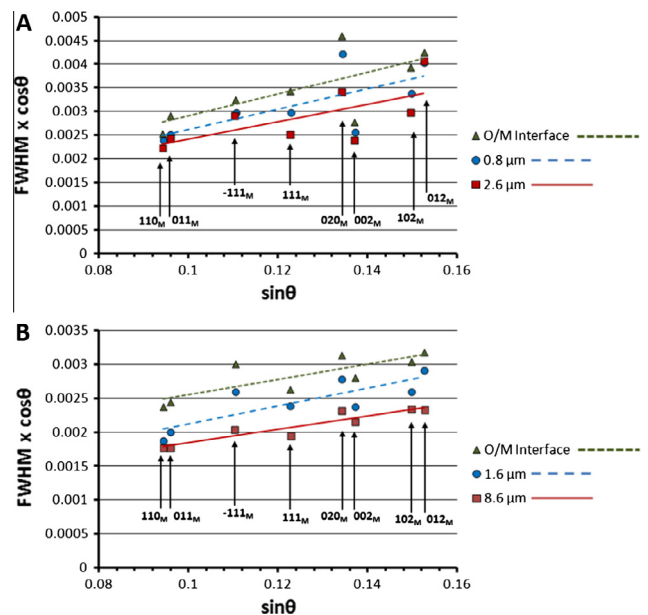 A
FWHM x cosθ
0.005
0.0045
0.004
0.0035
0.003
0.0025
0.002
0.0015
0.001
0.0005
0
110M 011M
-111M
111M
020M 002M
102M
012M
0.08 0.1 0.12 0.14 0.16
sinθ
O/M Interface
0.8 µm
2.6 µm
B
FWHM x cosθ
0.0035
0.003
0.0025
0.002
0.0015
0.001
0.0005
0
110M 011M
-111M
111M
020M 002M
102M 012M
0.08 0.1 0.12 0.14 0.16
sinθ
O/M Interface
1.6 µm
8.6 µm